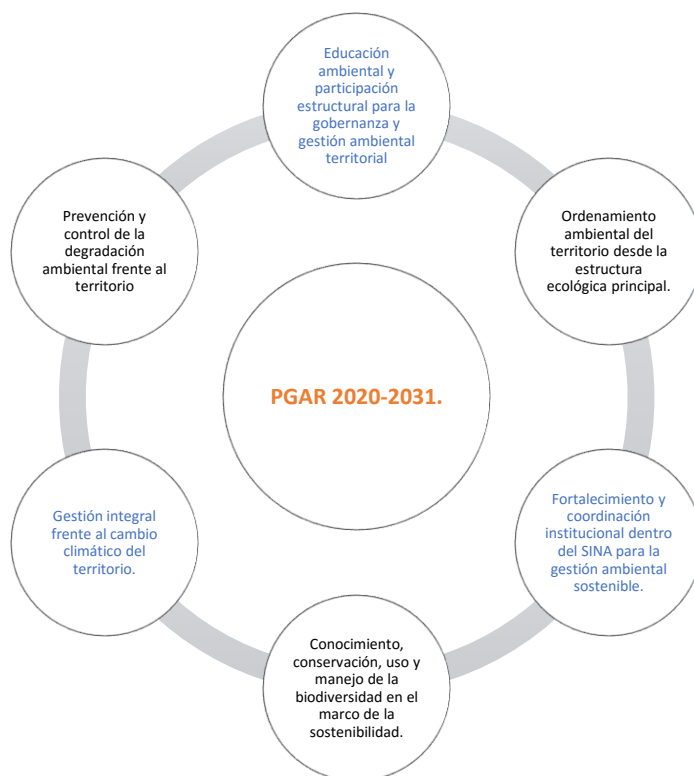 Educación
ambiental y
participación
estructural para la
gobernanza y
gestión ambiental
territorial
Ordenamiento
ambiental del
territorio desde la
estructura
ecológica principal.
Fortalecimiento y
coordinación
institucional dentro
del SINA para la
gestión ambiental
sostenible.
Conocimiento,
conservación, uso y
manejo de la
biodiversidad en el
marco de la
sostenibilidad.
Gestión integral
frente al cambio
climático del
territorio.
Prevención y
control de la
degradación
ambiental frente al
territorio
PGAR 2020-2031.